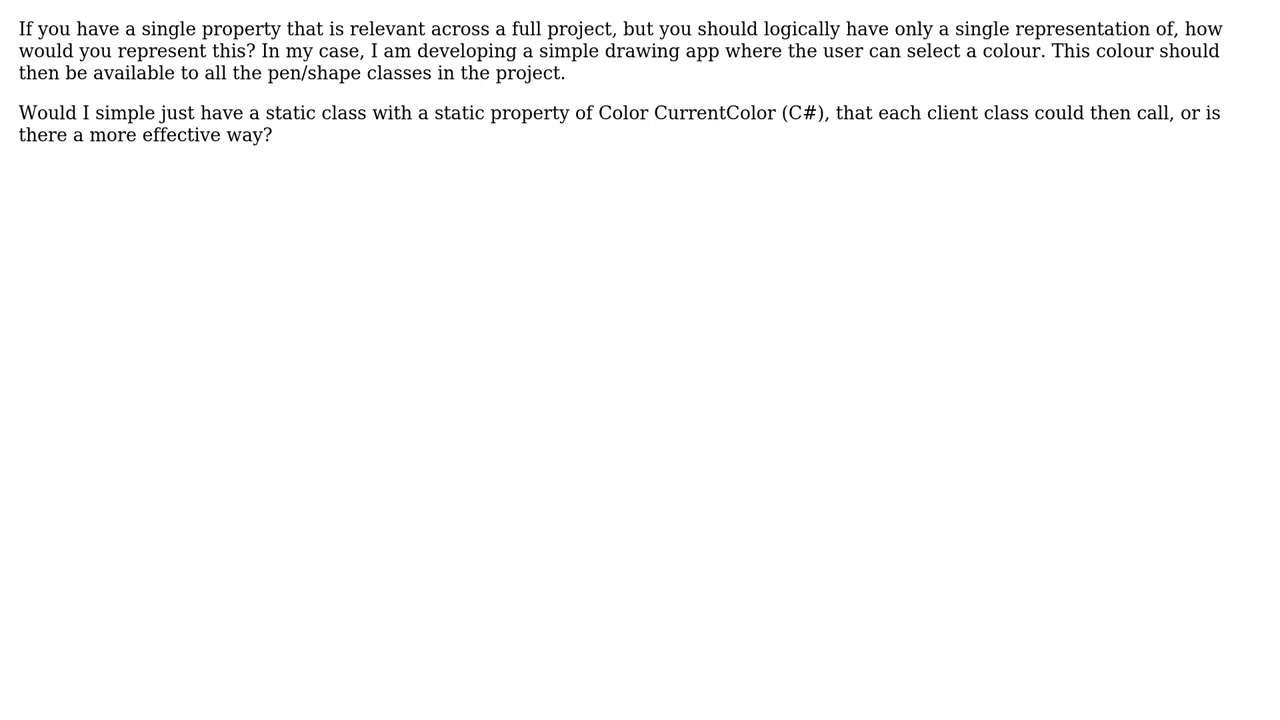 If you have a single property that is relevant across a full project, but you should logically have only a single representation of, how
would you represent this? In my case, I am developing a simple drawing app where the user can select a colour. This colour should
then be available to all the pen/shape classes in the project.
Would I simple just have a static class with a static property of Color CurrentColor (C#), that each client class could then call, or is
there a more effective way?